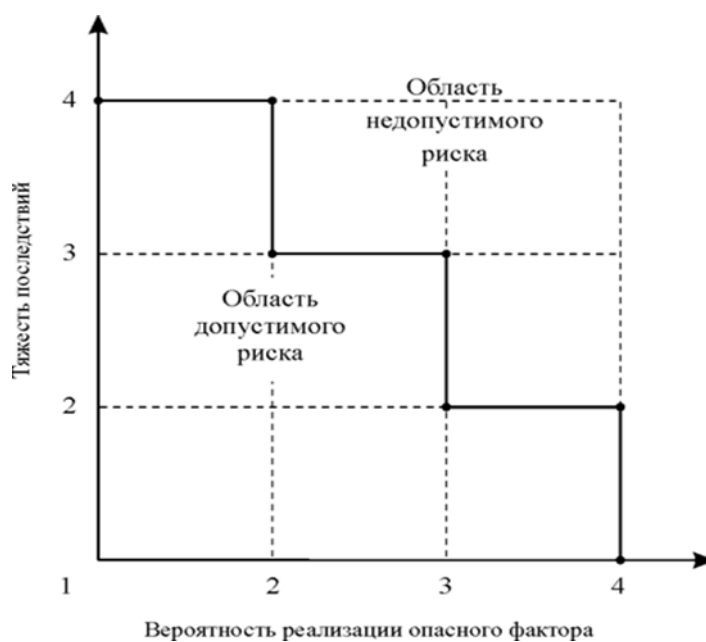 4
Область
недопустимого
риска
3
Тяжесть последствий
Область
допустимого
риска
2
1 2 3 4
Вероятность реализации опасного фактора